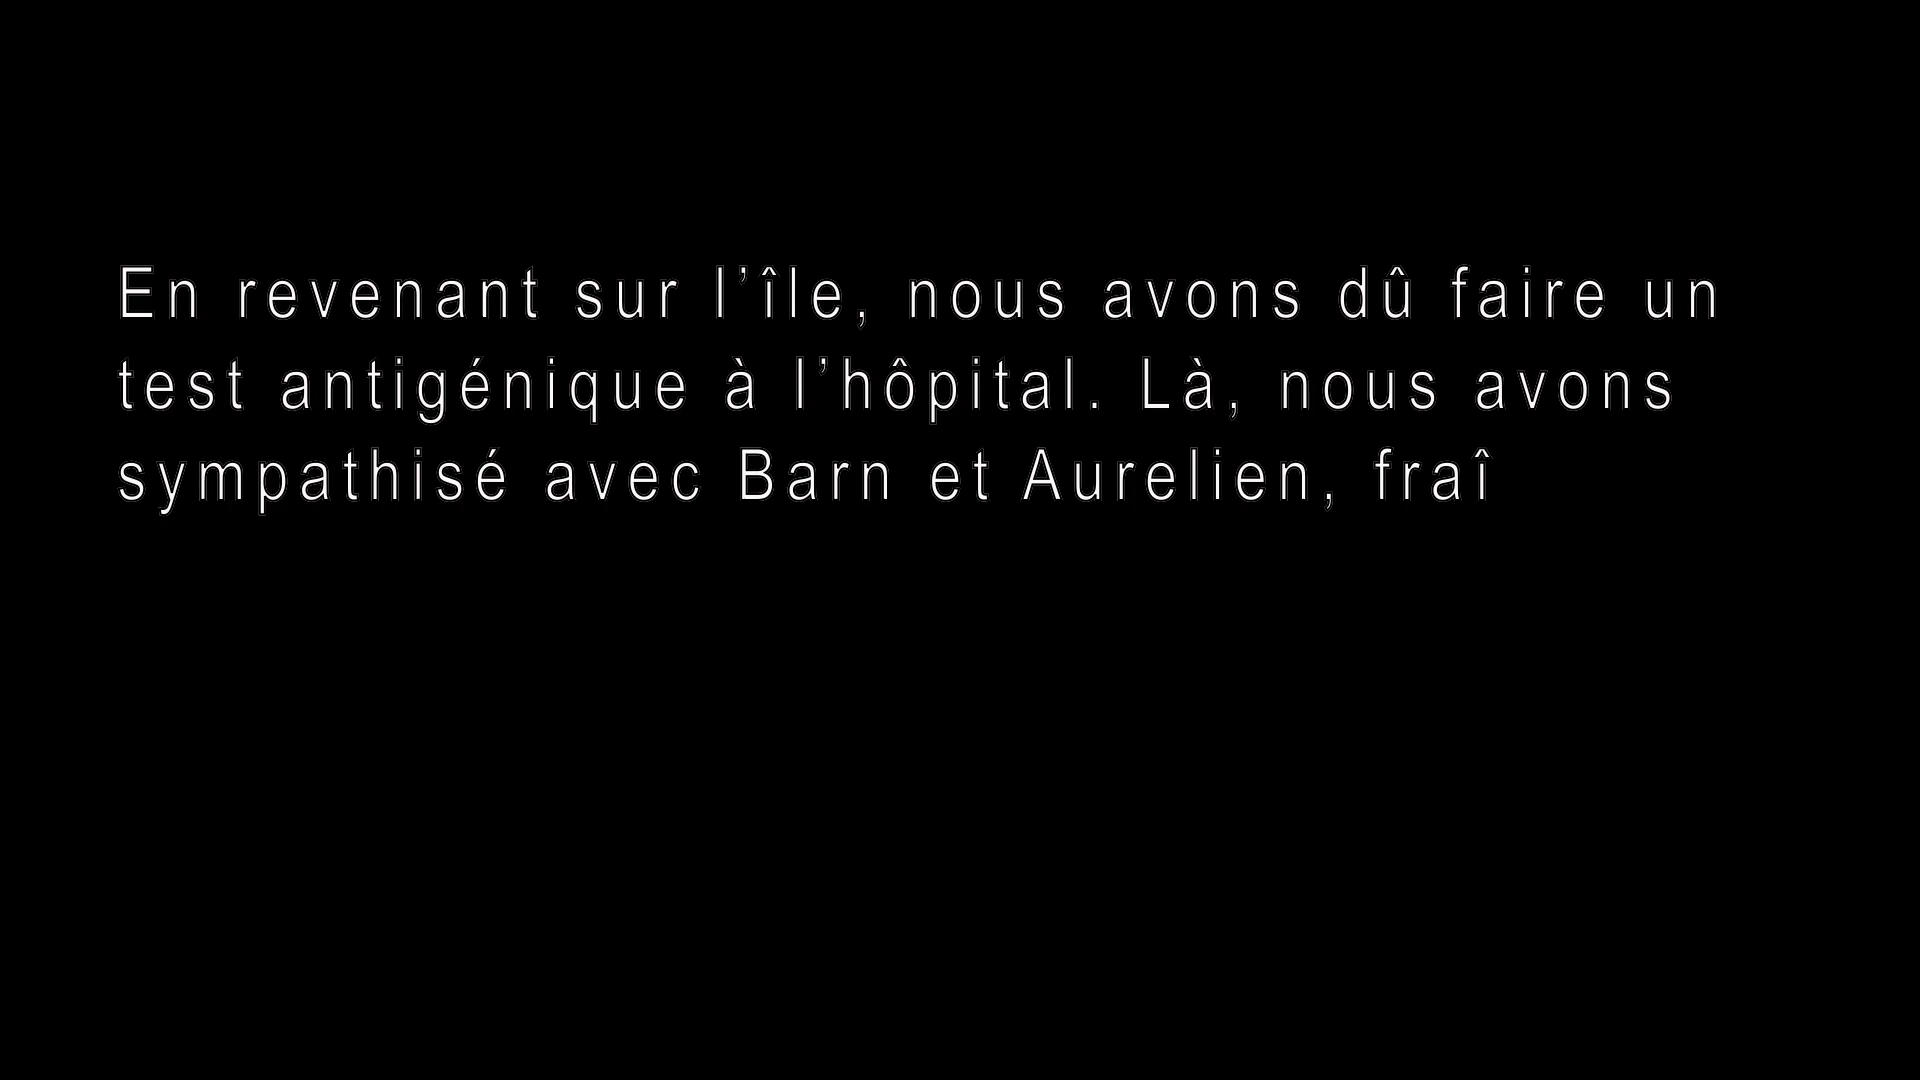 En revenant sur l’île, nous avons dû faire un
test antigénique à l’hôpital. Là, nous avons
sympathisé avec Barn et Aurelien, fraî